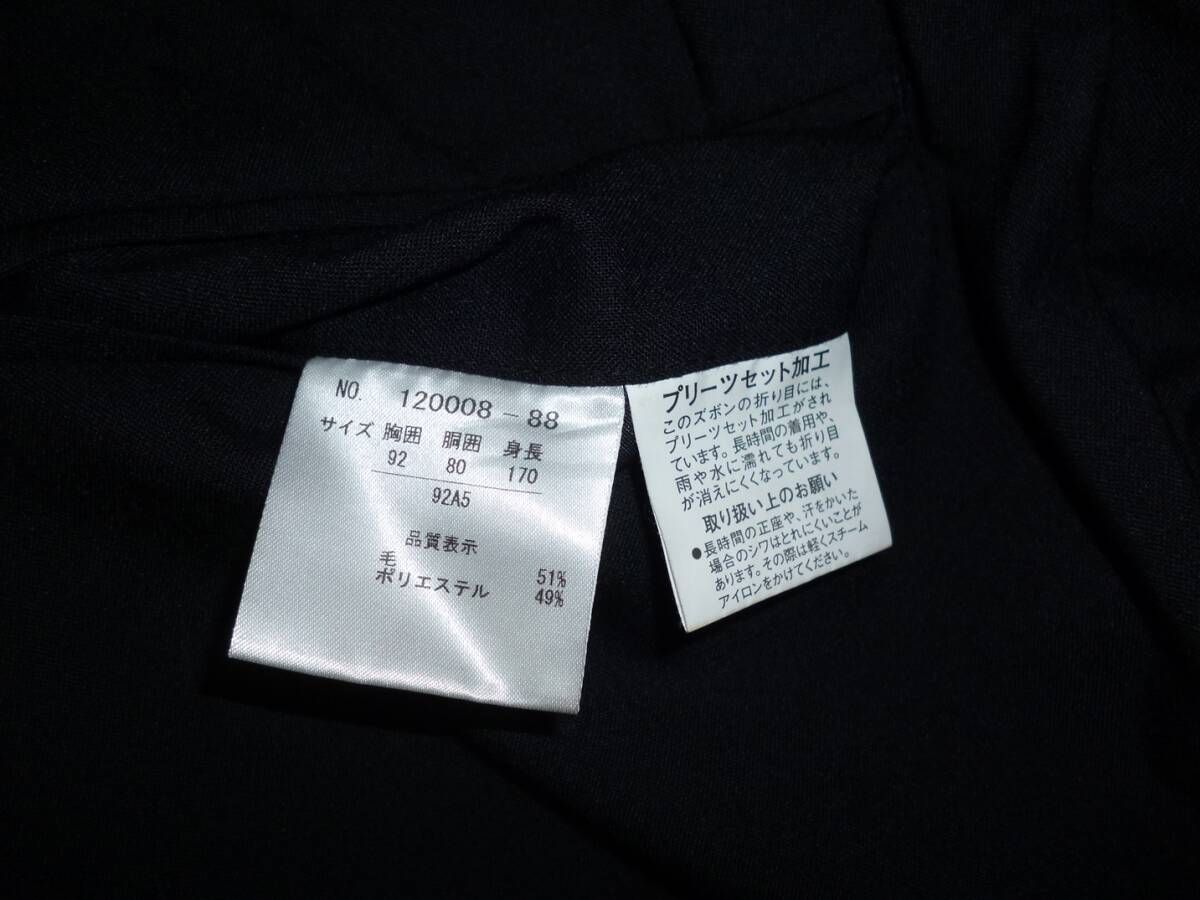 NO. 120008-88
サイズ 胸囲 胴囲 身長
92 80 170
92A5
品質表示
毛 51%
ポリエステル 49%
プリーツセット加工
このズボンの折り目には、
プリーツセット加工がされ
ています。長時間の着用や、
雨や水に濡れても折り目
が消えにくくなっています。
取り扱い上のお願い
●長時間の正座や、汗をかいた
場合のシワはとれにくいことが
あります。その際は軽くスチーム
アイロンをかけてください。